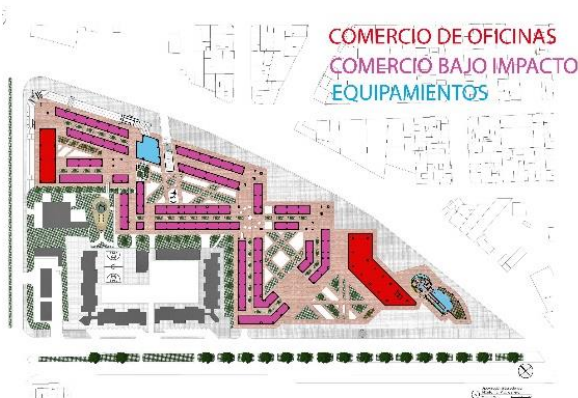 COMERCIO DE OFICINAS
COMERCIO BAJO IMPACTO
EQUIPAMIENTOS